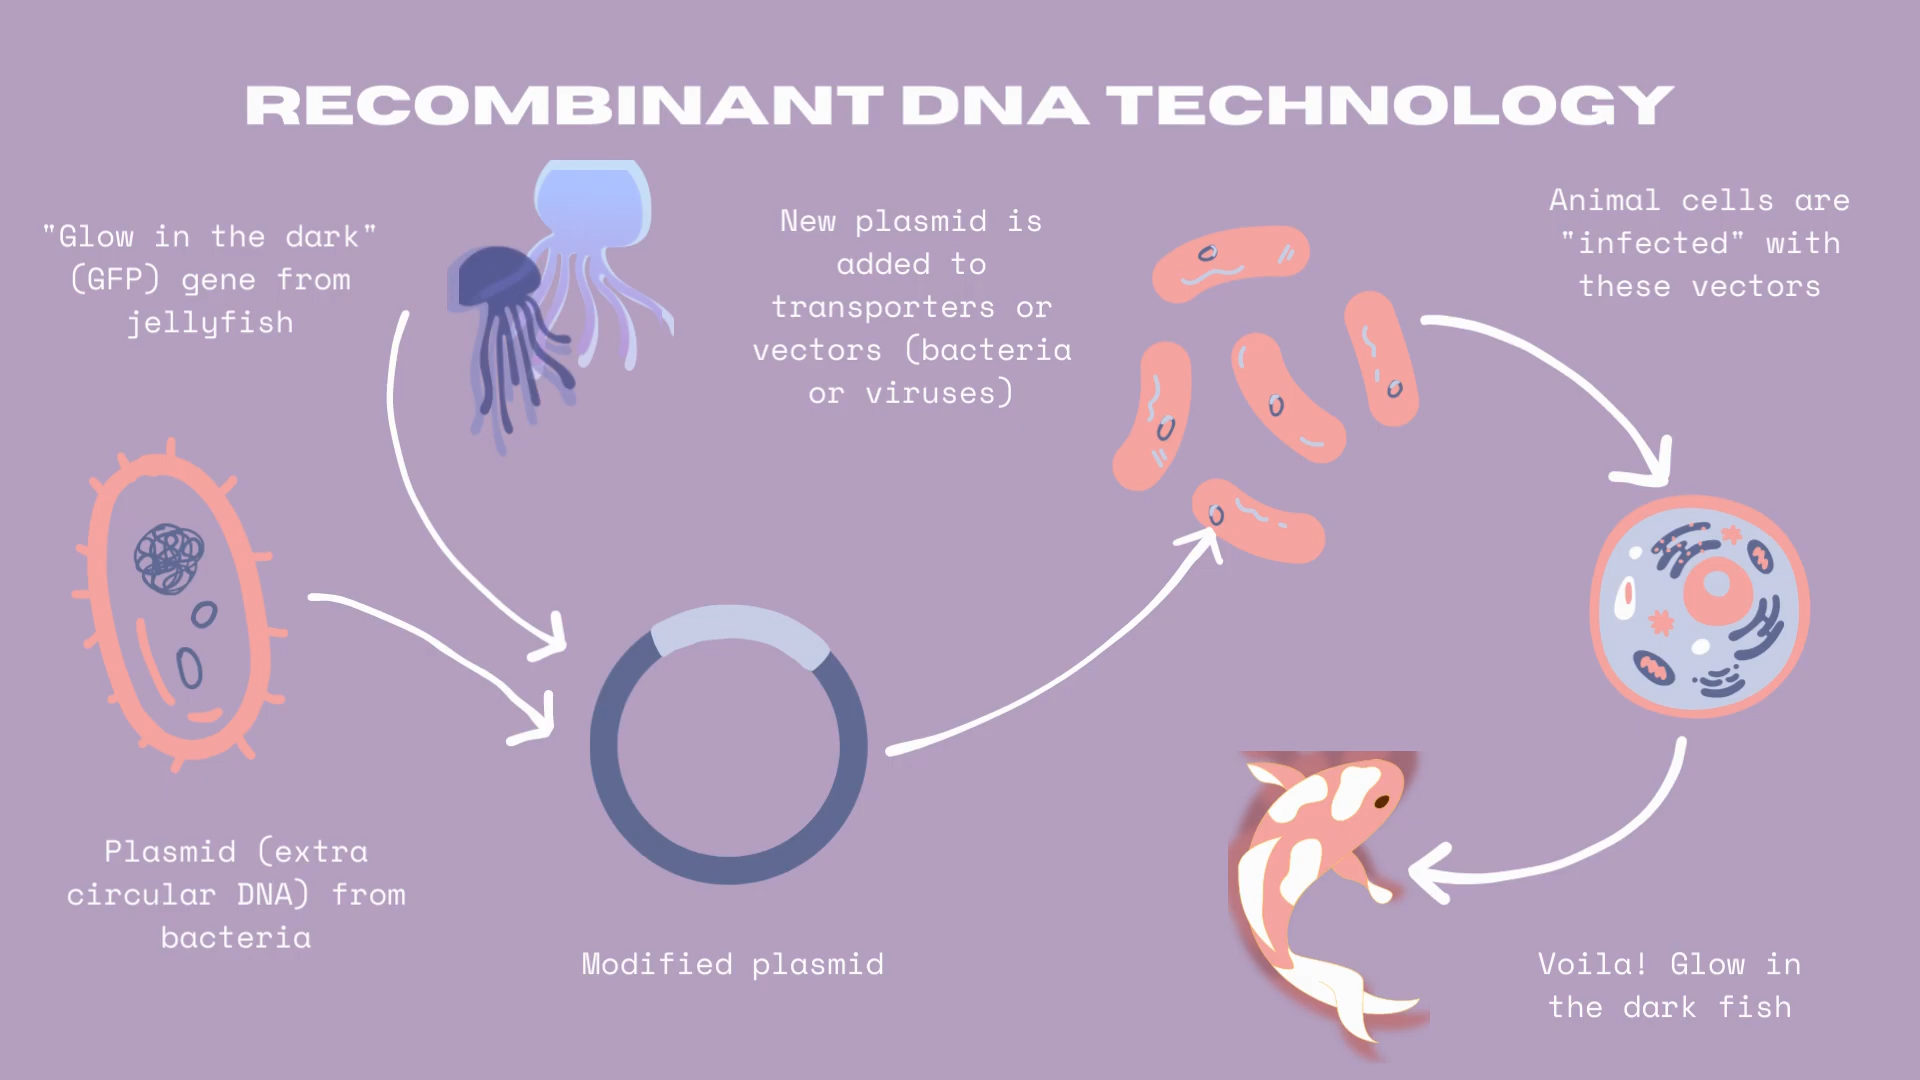 RECOMBINANT DNA TECHNOLOGY
"Glow in the dark"
(GFP) gene from
jellyfish
New plasmid is
added to
transporters or
vectors (bacteria
or viruses)
Animal cells are
"infected" with
these vectors
Plasmid (extra
circular DNA) from
bacteria
Modified plasmid
Voila! Glow in
the dark fish